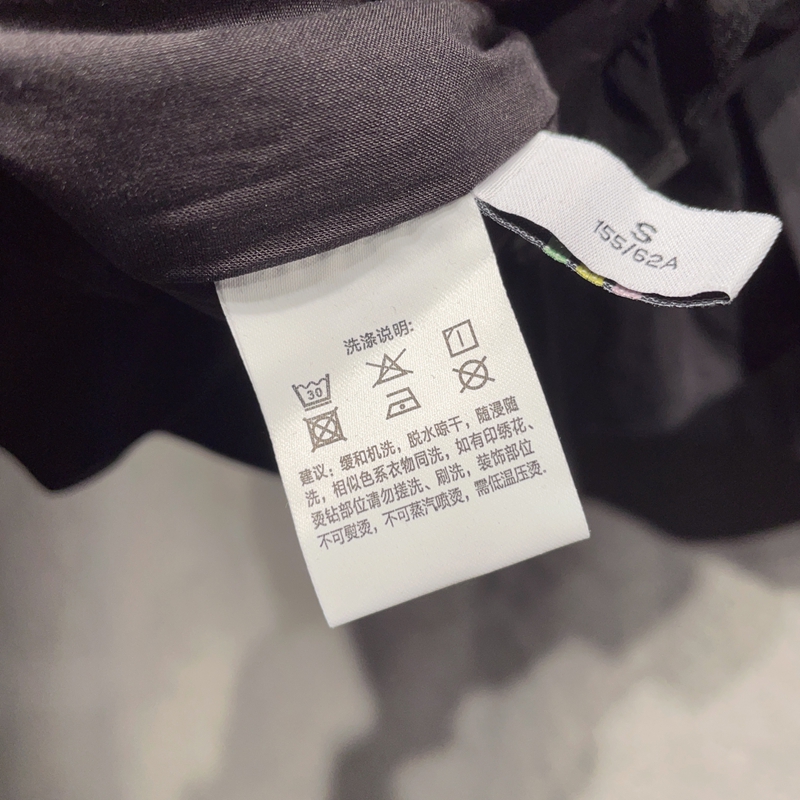 S
155/62A
洗涤说明:
30
建议：缓和机洗，脱水晾干，随浸随
洗，相似色系衣物同洗，如有印绣花、
烫钻部位请勿搓洗、刷洗，装饰部位
不可熨烫，不可蒸汽喷烫，需低温压烫.